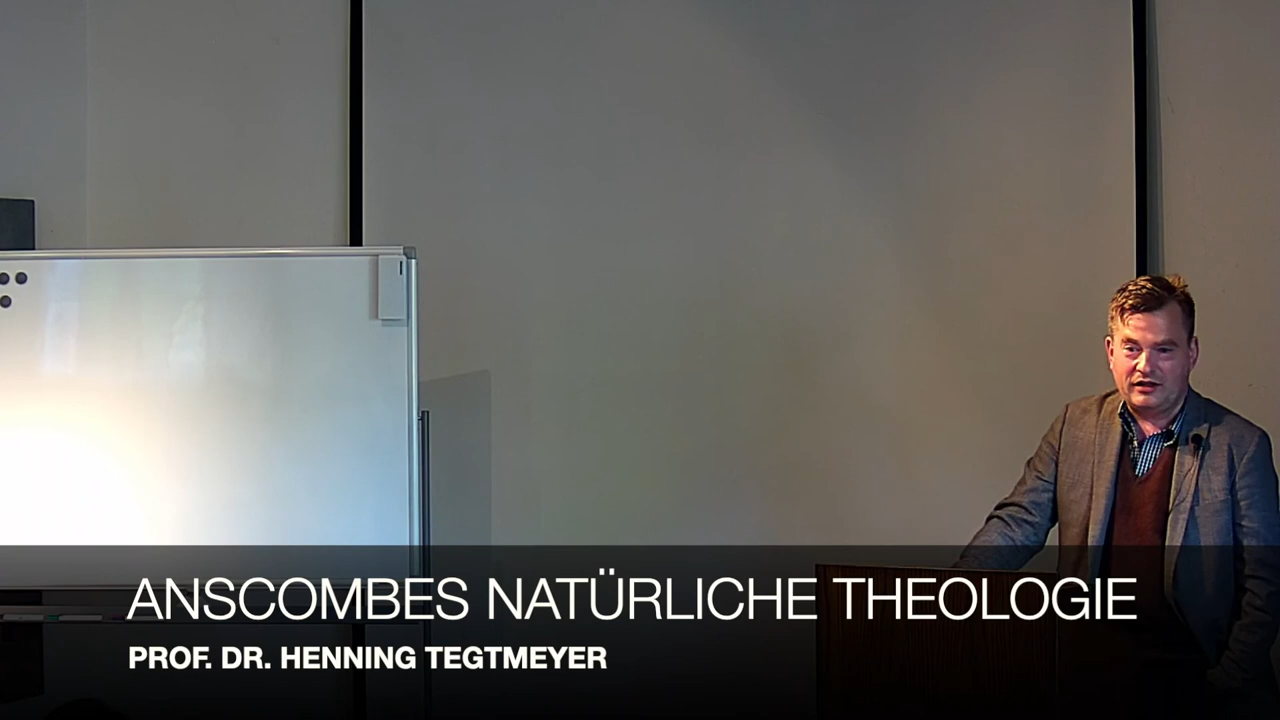 ANSCOMBES NATÜRLICHE THEOLOGIE
PROF. DR. HENNING TEGTMEYER